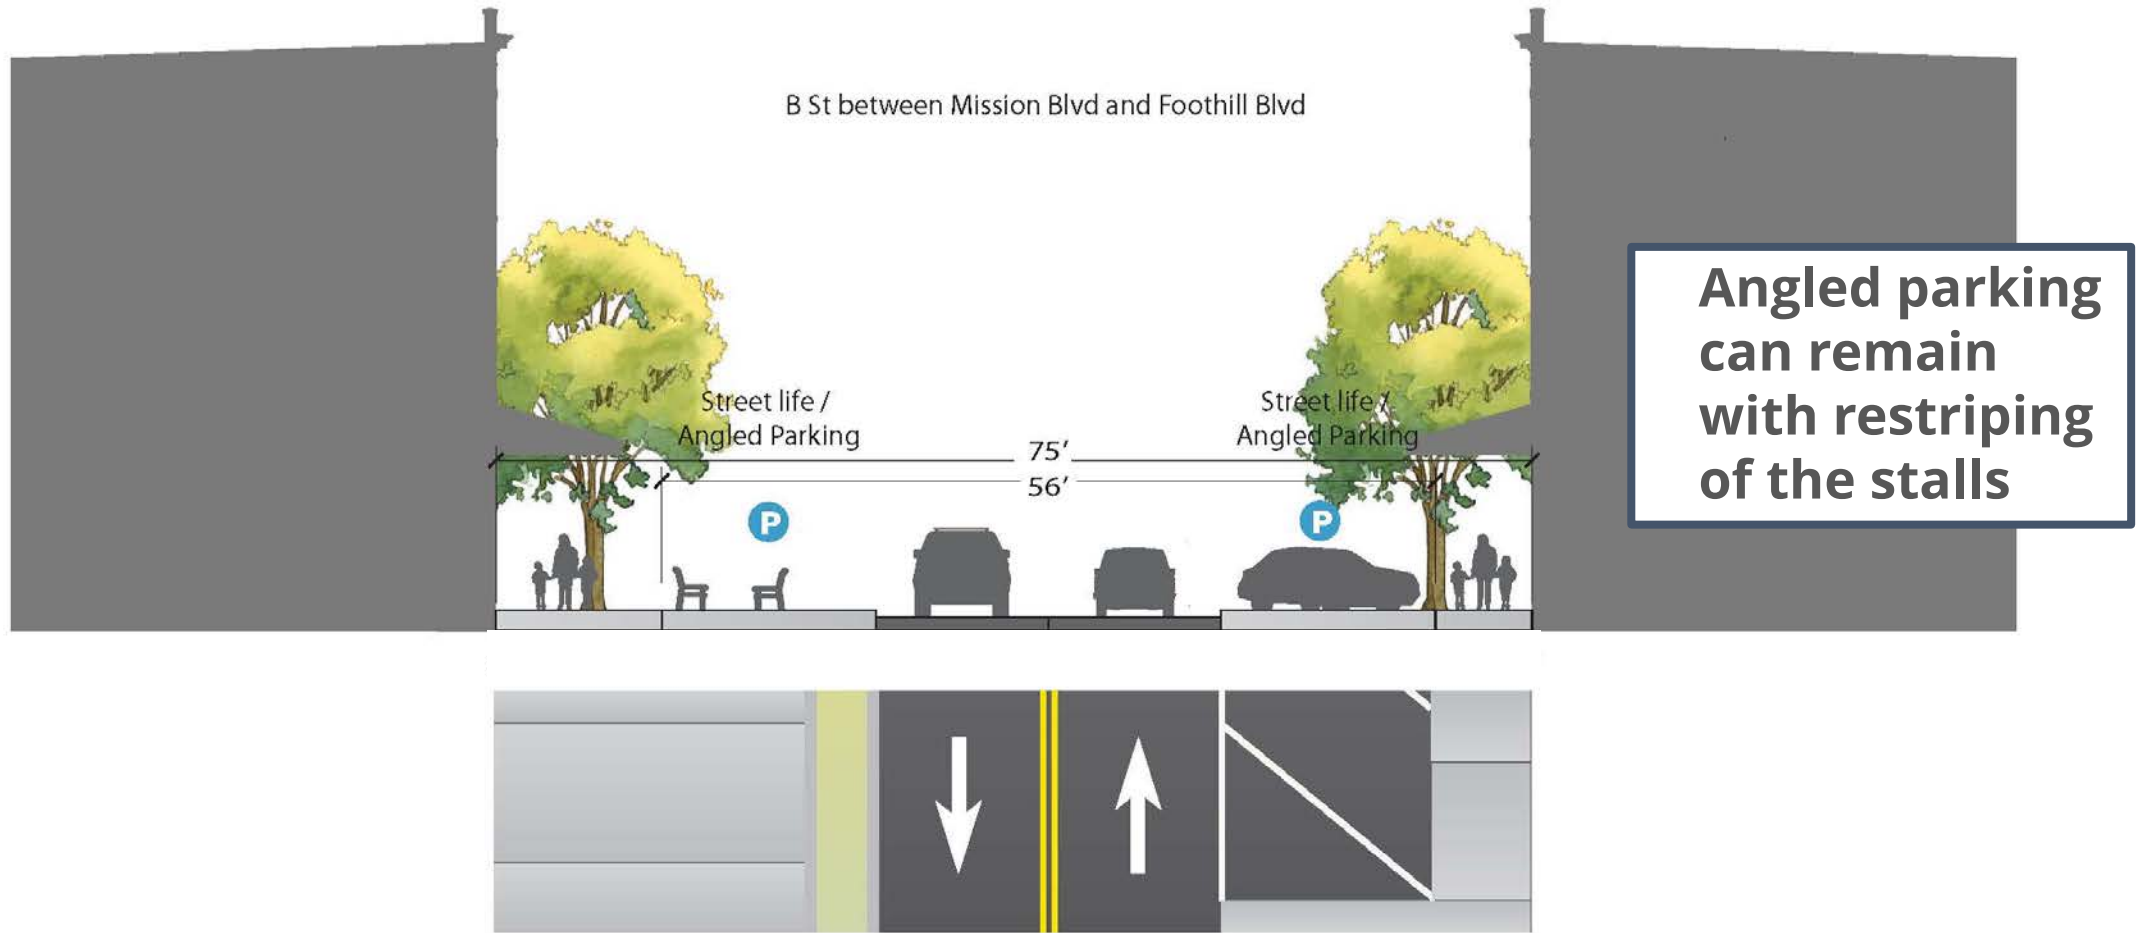 B St between Mission Blvd and Foothill Blvd
Street life /
Angled Parking
Street life /
Angled Parking
75′
56′
P
P
Angled parking
can remain
with restriping
of the stalls